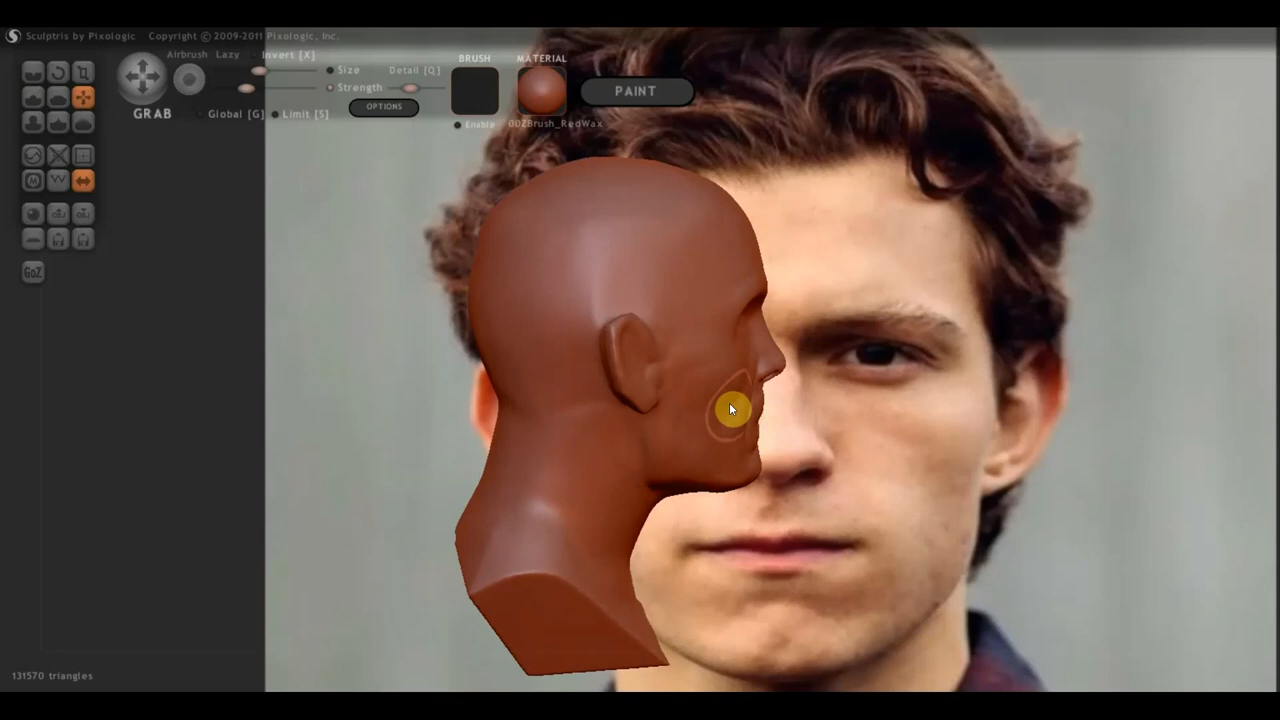 Sculptris by Pixologic Copyright © 2009-2011 Pixologic, Inc.
Airbrush Lazy Invert [X]
Size Detail [Q]
Strength
OPTIONS
GRAB Global [G] Limit [S]
BRUSH MATERIAL
PAINT
Enable 00ZBrush_RedWax
GoZ
131570 triangles